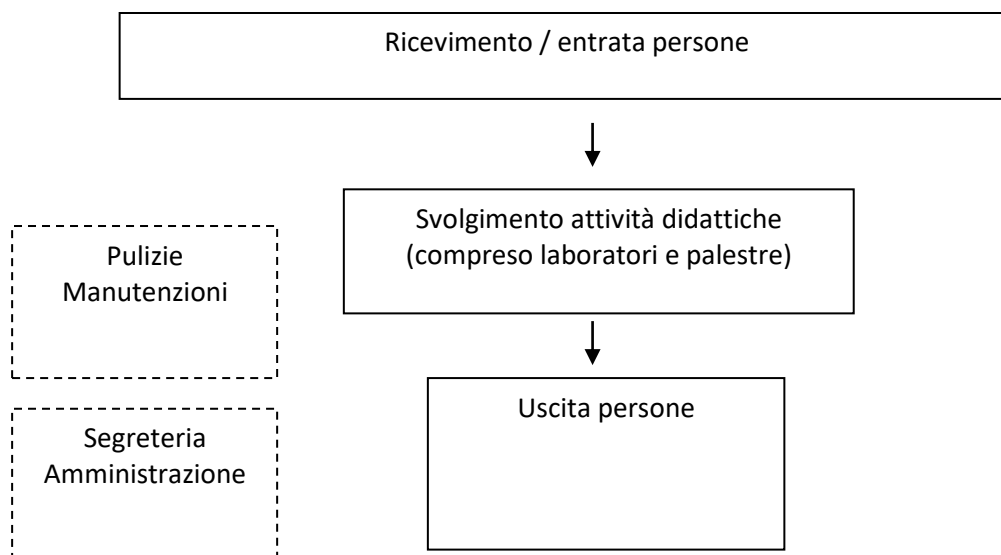 Ricevimento / entrata persone
Svolgimento attività didattiche
(compreso laboratori e palestre)
Pulizie
Manutenzioni
Uscita persone
Segreteria
Amministrazione